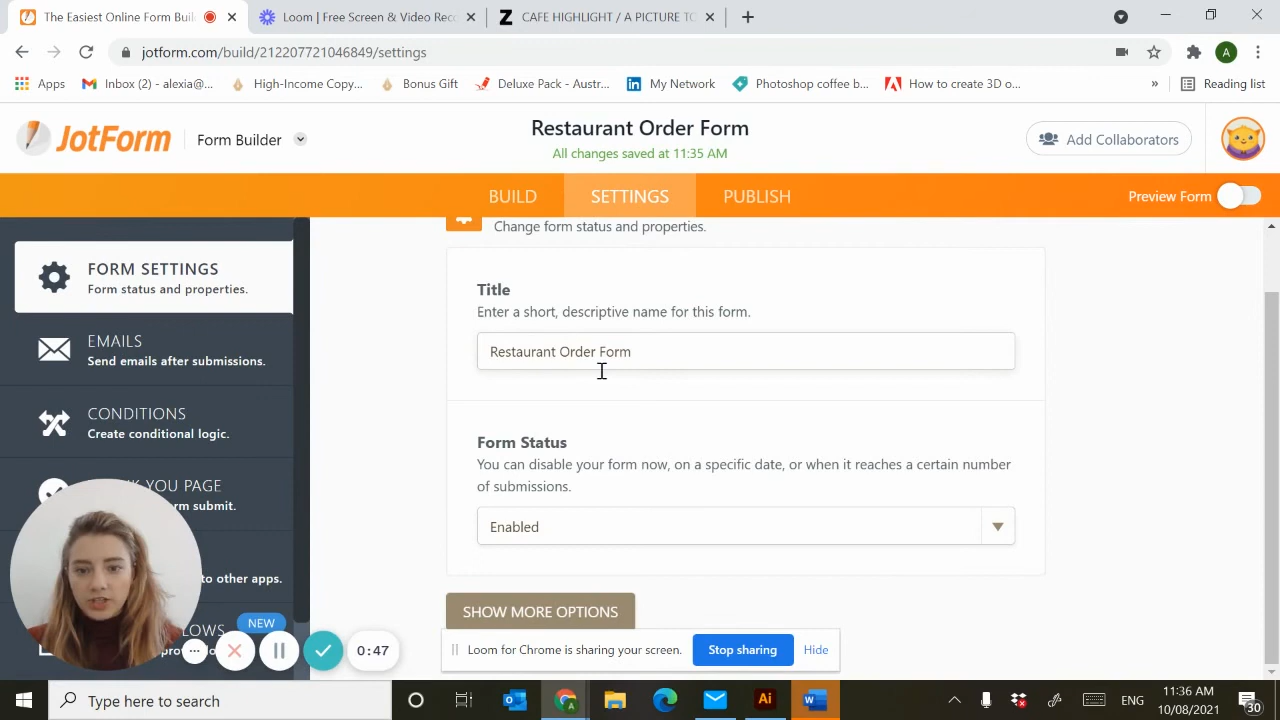 The Easiest Online Form Buil
Loom | Free Screen & Video Rec
CAFE HIGHLIGHT / A PICTURE TO
jotform.com/build/212207721046849/settings
A
Apps
Inbox (2) - alexia@...
High-Income Copy...
Bonus Gift
Deluxe Pack - Austr...
My Network
Photoshop coffee b...
How to create 3D o...
»
Reading list
JotForm
Form Builder
Restaurant Order Form
All changes saved at 11:35 AM
Add Collaborators
BUILD
SETTINGS
PUBLISH
Preview Form
FORM SETTINGS
Form status and properties.
EMAILS
Send emails after submissions.
CONDITIONS
Create conditional logic.
YOU PAGE
rm submit.
to other apps.
LOWS
NEW
Change form status and properties.
Title
Enter a short, descriptive name for this form.
Restaurant Order Form
Form Status
You can disable your form now, on a specific date, or when it reaches a certain number
of submissions.
Enabled
SHOW MORE OPTIONS
0:47
Loom for Chrome is sharing your screen.
Stop sharing
Hide
Type here to search
ENG
11:36 AM
10/08/2021
30